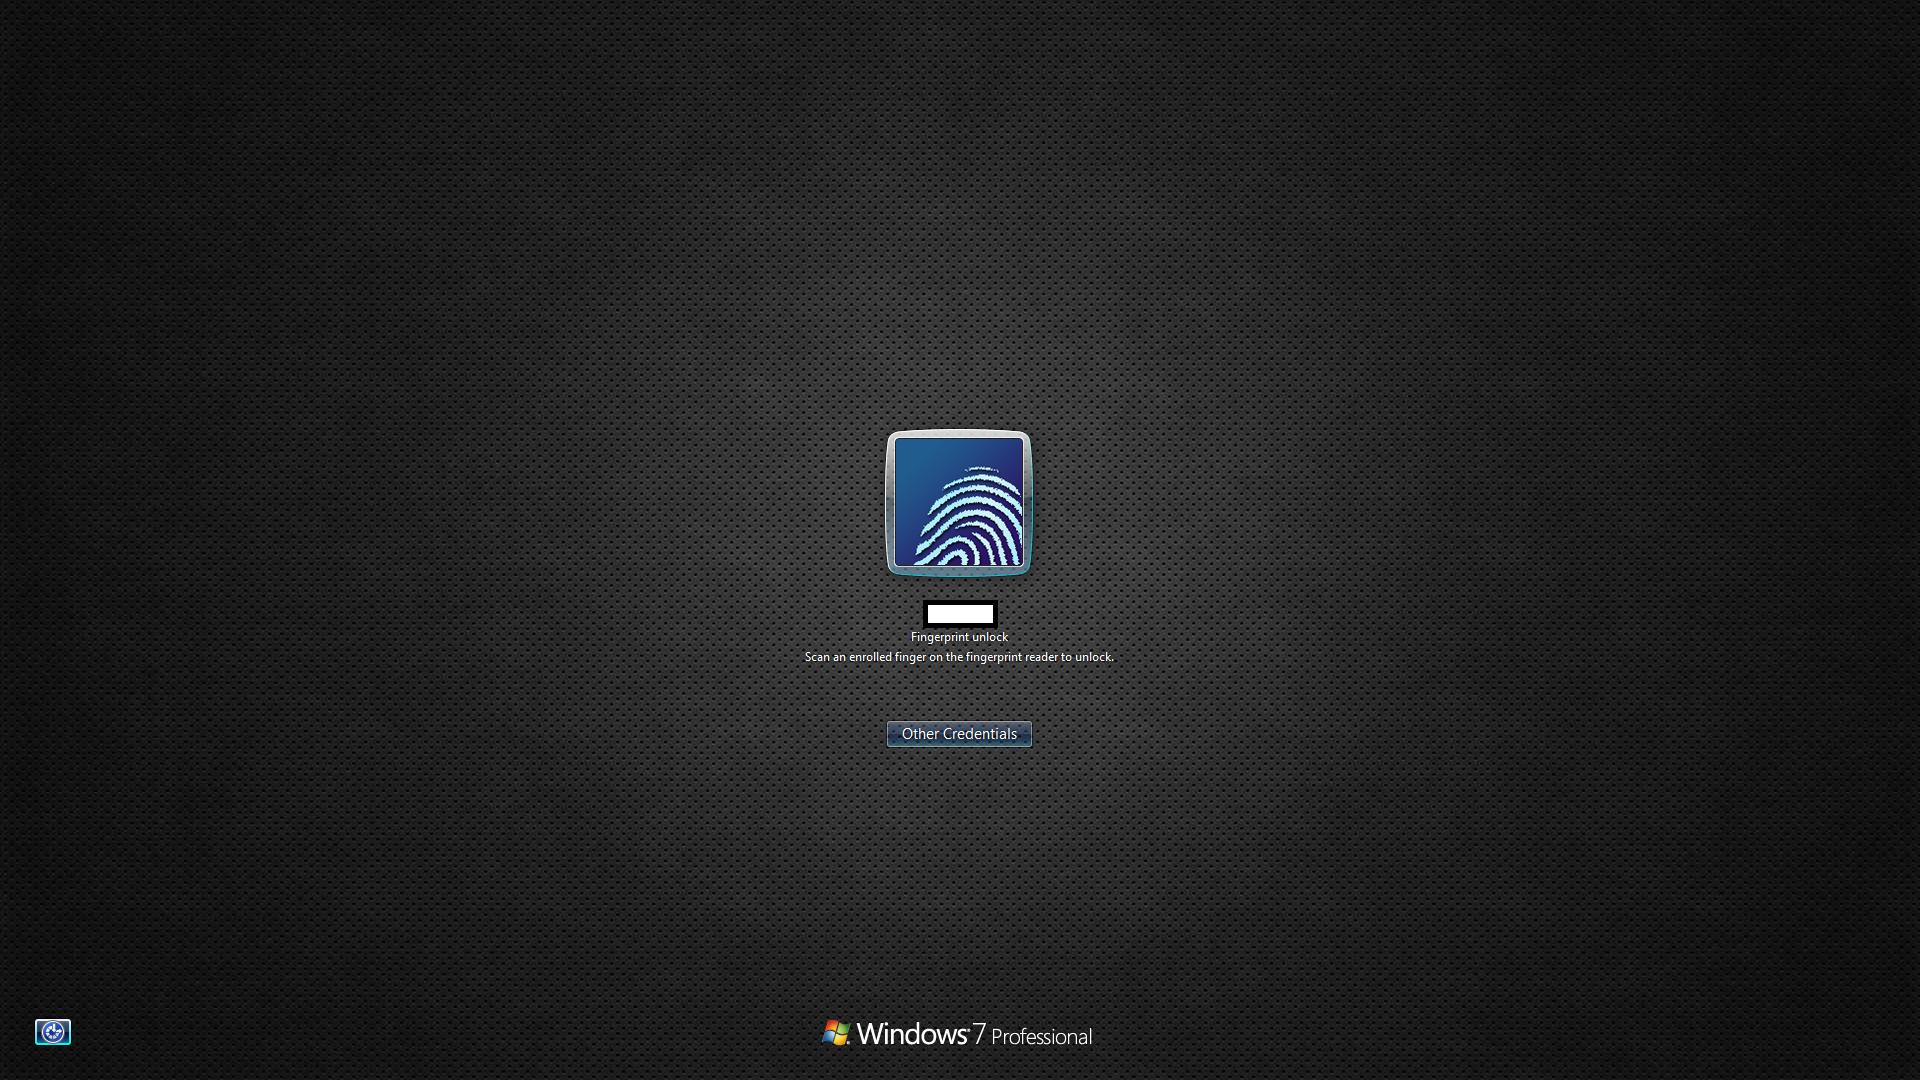 Fingerprint unlock
Scan an enrolled finger on the fingerprint reader to unlock.
Other Credentials
Windows 7 Professional